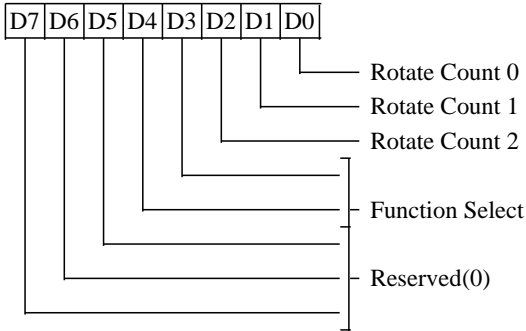 D7 D6 D5 D4 D3 D2 D1 D0
Rotate Count 0
Rotate Count 1
Rotate Count 2
Function Select
Reserved(0)